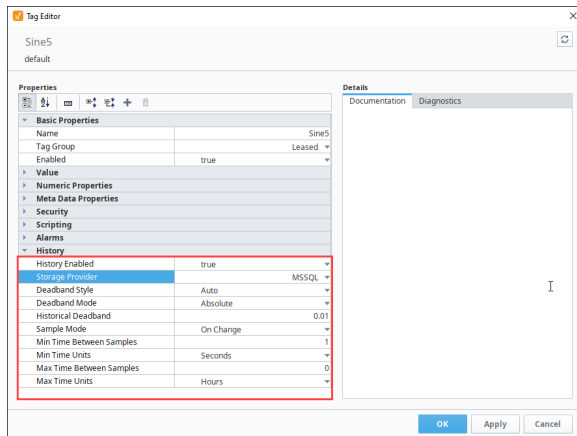 Tag Editor
Sine5
default
Properties
Details
Documentation Diagnostics
Basic Properties
Name Sine5
Tag Group Leased
Enabled true
Value
Numeric Properties
Meta Data Properties
Security
Scripting
Alarms
History
History Enabled true
Storage Provider MSSQL
Deadband Style Auto
Deadband Mode Absolute
Historical Deadband 0.01
Sample Mode On Change
Min Time Between Samples 1
Min Time Units Seconds
Max Time Between Samples 0
Max Time Units Hours
OK Apply Cancel